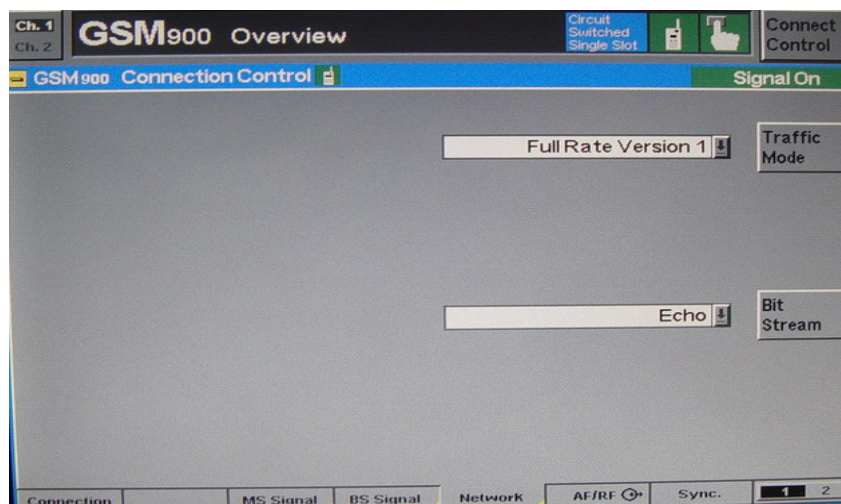 Ch. 1
Ch. 2
GSM900 Overview
Circuit
Switched
Single Slot
Connect
Control
GSM900 Connection Control
Signal On
Full Rate Version 1
Traffic
Mode
Echo
Bit
Stream
Connection
MS Signal
BS Signal
Network
AF/RF
Sync.
1 2